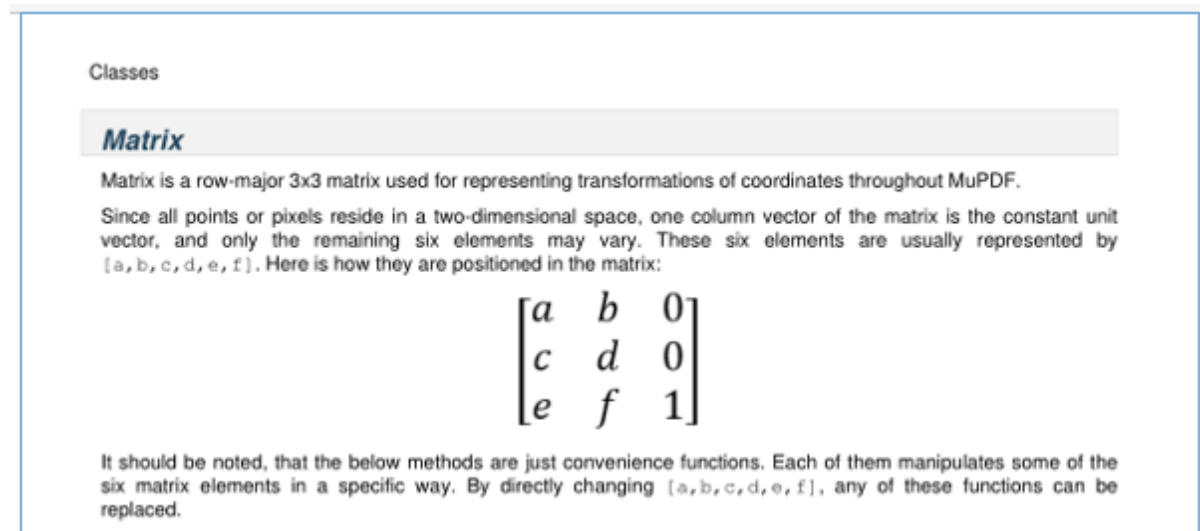 Classes
Matrix
Matrix is a row-major 3x3 matrix used for representing transformations of coordinates throughout MuPDF.
Since all points or pixels reside in a two-dimensional space, one column vector of the matrix is the constant unit
vector, and only the remaining six elements may vary. These six elements are usually represented by
[a,b,c,d,e,f]. Here is how they are positioned in the matrix:
a b 0
c d 0
e f 1
It should be noted, that the below methods are just convenience functions. Each of them manipulates some of the
six matrix elements in a specific way. By directly changing [a,b,c,d,e,f], any of these functions can be
replaced.